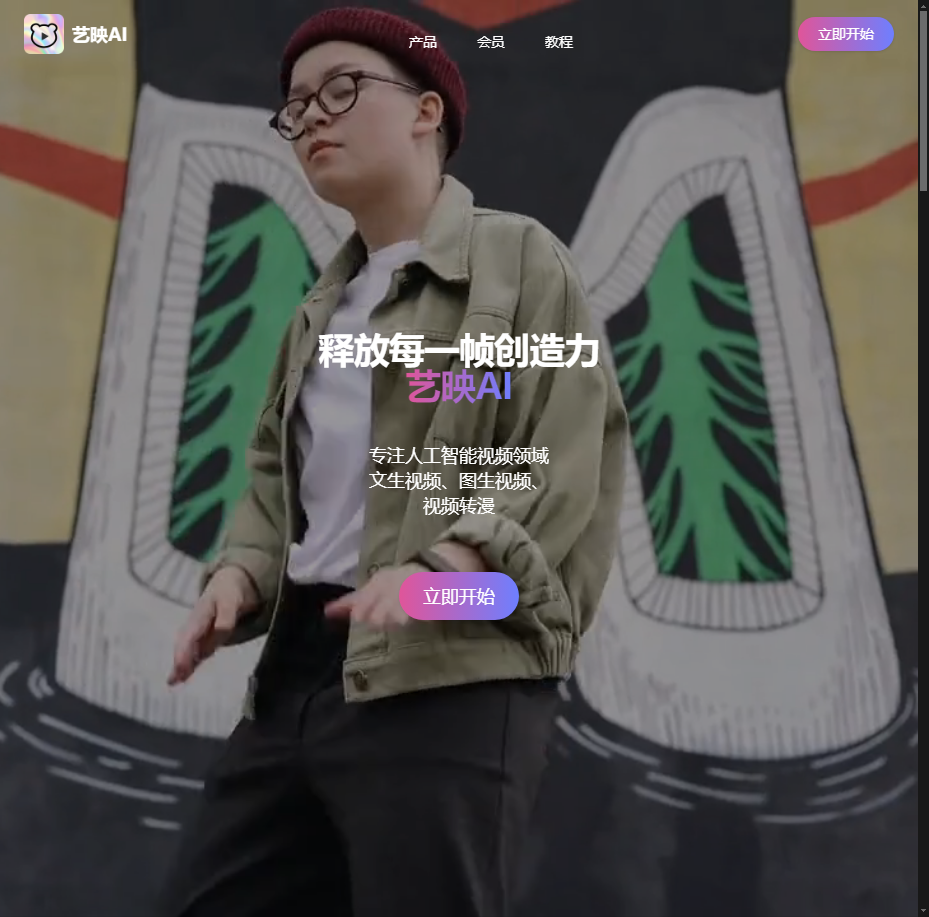 艺映AI
产品
会员
教程
立即开始
释放每一帧创造力
艺映AI
专注人工智能视频领域
文生视频、图生视频、
视频转漫
立即开始